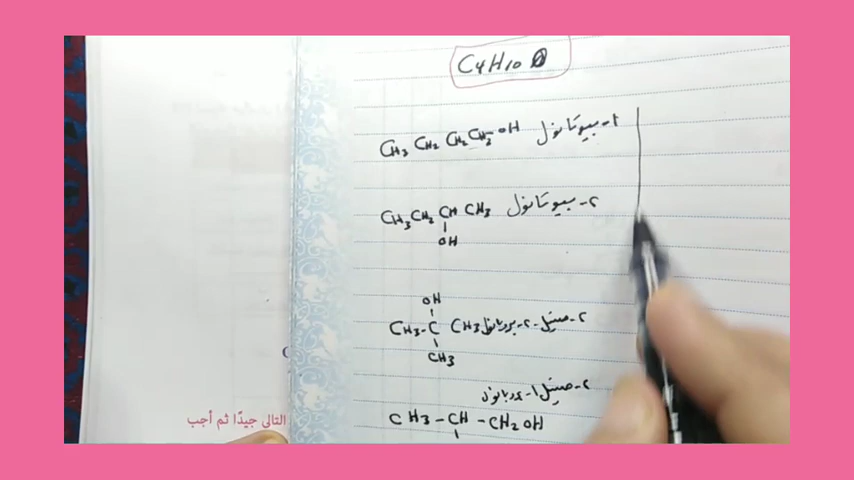 C4H10 O
CH3 CH2 CH2 CH2 OH ١- بيوتانول
CH3 CH2 CH CH3 ٢- بيوتانول
OH
OH
CH3-C CH3 ٢- ميثيل-٢- بروبانول
CH3
٢- ميثيل ١- بروبانول
CH3 - CH - CH2 OH
التالى جيدًا ثم أجب